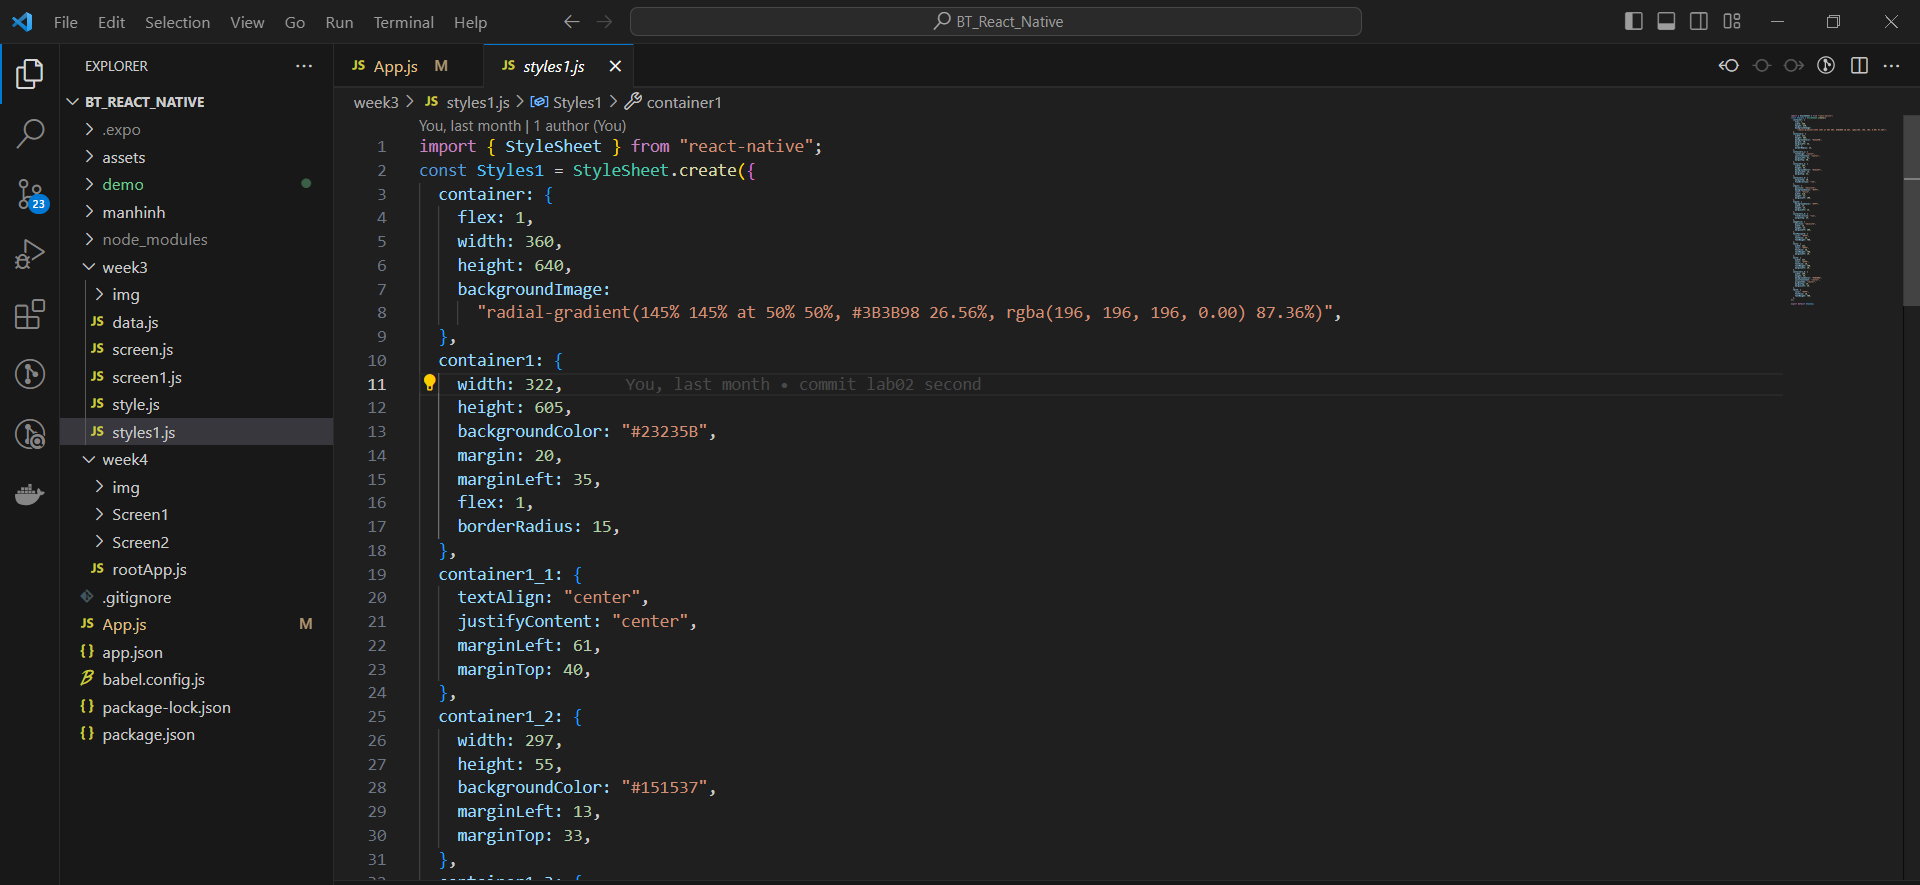 File Edit Selection View Go Run Terminal Help
BT_React_Native
EXPLORER
BT_REACT_NATIVE
.expo
assets
demo
manhinh
node_modules
week3
img
JS data.js
JS screen.js
JS screen1.js
JS style.js
JS styles1.js
week4
img
Screen1
Screen2
JS rootApp.js
.gitignore
JS App.js M
{} app.json
babel.config.js
{} package-lock.json
{} package.json
23
JS App.js M
JS styles1.js
week3 > JS styles1.js > Styles1 > container1
You, last month | 1 author (You)
1 import { StyleSheet } from "react-native";
2 const Styles1 = StyleSheet.create({
3 container: {
4 flex: 1,
5 width: 360,
6 height: 640,
7 backgroundImage:
8 "radial-gradient(145% 145% at 50% 50%, #3B3B98 26.56%, rgba(196, 196, 196, 0.00) 87.36%)",
9 },
10 container1: {
11 width: 322, You, last month • commit lab02 second
12 height: 605,
13 backgroundColor: "#23235B",
14 margin: 20,
15 marginLeft: 35,
16 flex: 1,
17 borderRadius: 15,
18 },
19 container1_1: {
20 textAlign: "center",
21 justifyContent: "center",
22 marginLeft: 61,
23 marginTop: 40,
24 },
25 container1_2: {
26 width: 297,
27 height: 55,
28 backgroundColor: "#151537",
29 marginLeft: 13,
30 marginTop: 33,
31 },